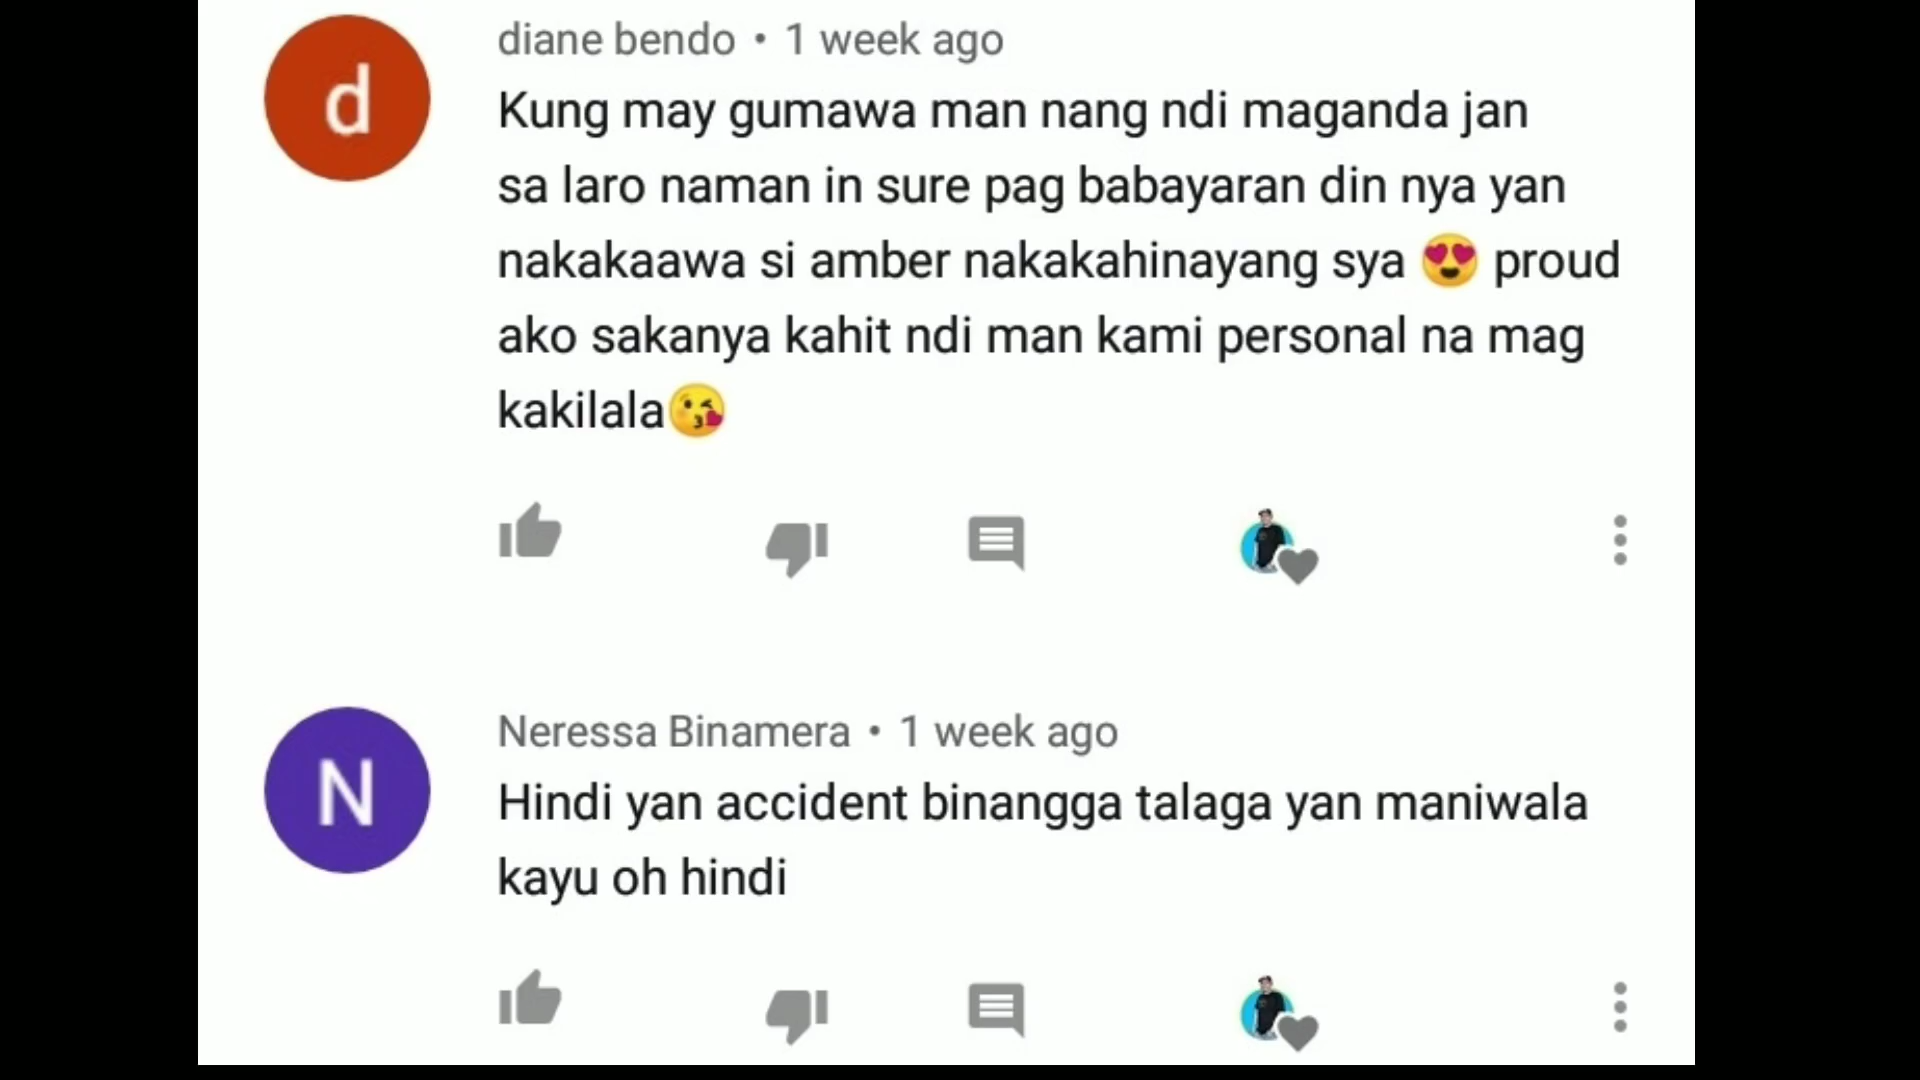 d
diane bendo • 1 week ago
Kung may gumawa man nang ndi maganda jan
sa laro naman in sure pag babayaran din nya yan
nakakaawa si amber nakakahinayang sya 😍 proud
ako sakanya kahit ndi man kami personal na mag
kakilala😘
N
Neressa Binamera • 1 week ago
Hindi yan accident binangga talaga yan maniwala
kayu oh hindi